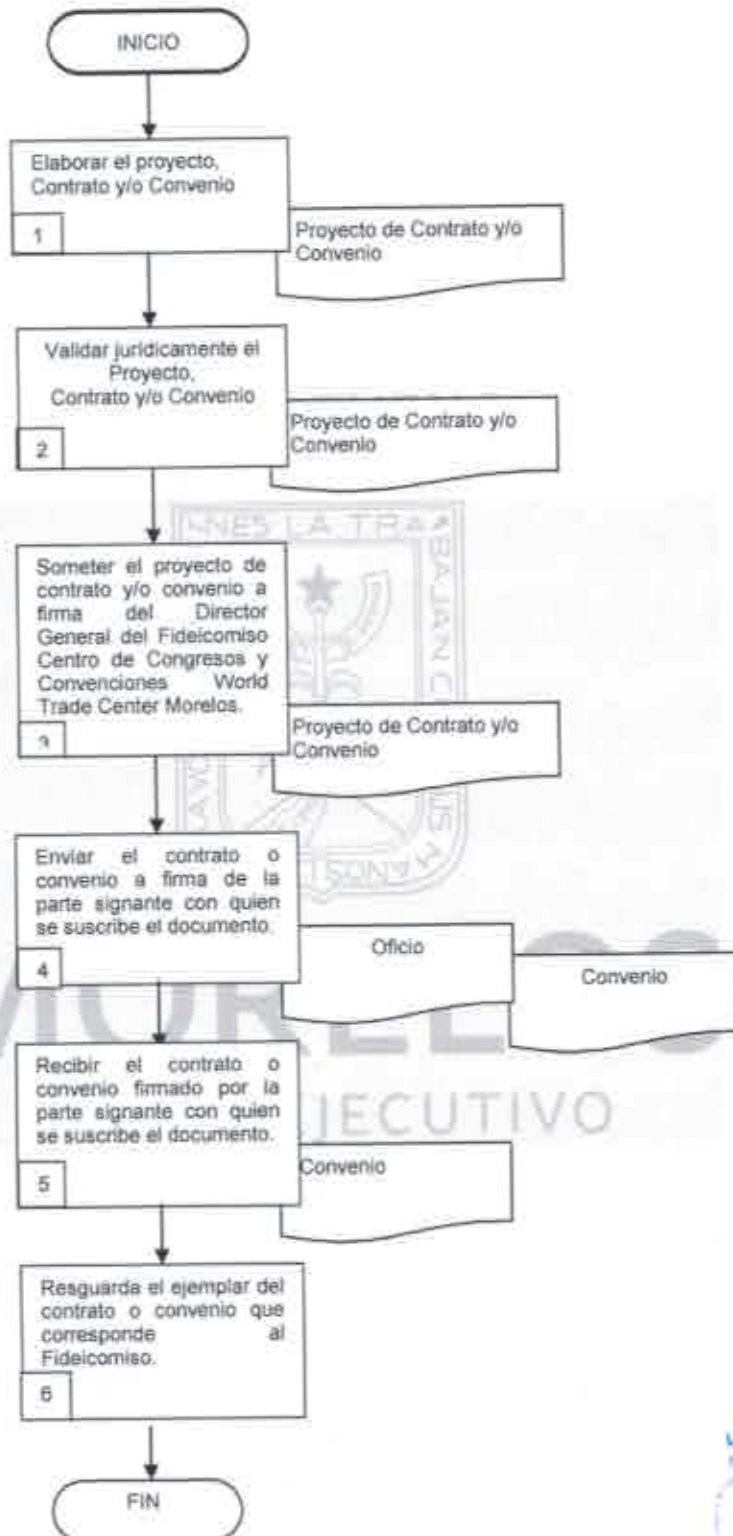 INICIO
Elaborar el proyecto,
Contrato y/o Convenio
1
Proyecto de Contrato y/o
Convenio
Validar jurídicamente el
Proyecto,
Contrato y/o Convenio
2
Proyecto de Contrato y/o
Convenio
Someter el proyecto de
contrato y/o convenio a
firma del Director
General del Fideicomiso
Centro de Congresos y
Convenciones World
Trade Center Morelos.
3
Proyecto de Contrato y/o
Convenio
Enviar el contrato o
convenio a firma de la
parte signante con quien
se suscribe el documento.
4
Oficio
Convenio
Recibir el contrato o
convenio firmado por la
parte signante con quien
se suscribe el documento.
5
Convenio
Resguarda el ejemplar del
contrato o convenio que
corresponde al
Fideicomiso.
6
FIN
LA
MANOS